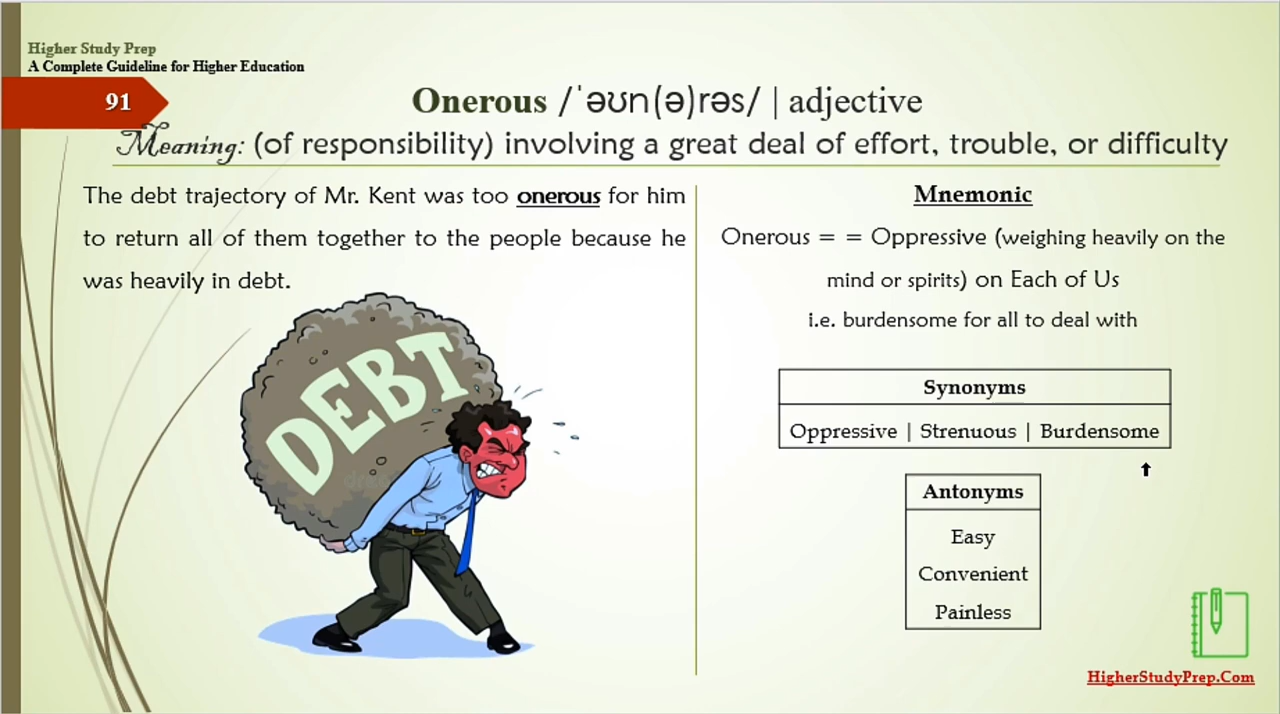 Higher Study Prep
A Complete Guideline for Higher Education
91
Onerous /ˈəʊn(ə)rəs/ | adjective
Meaning: (of responsibility) involving a great deal of effort, trouble, or difficulty
The debt trajectory of Mr. Kent was too onerous for him
to return all of them together to the people because he
was heavily in debt.
DEBT
Mnemonic
Onerous = = Oppressive (weighing heavily on the
mind or spirits) on Each of Us
i.e. burdensome for all to deal with
Synonyms
Oppressive | Strenuous | Burdensome
Antonyms
Easy
Convenient
Painless
HigherStudyPrep.Com